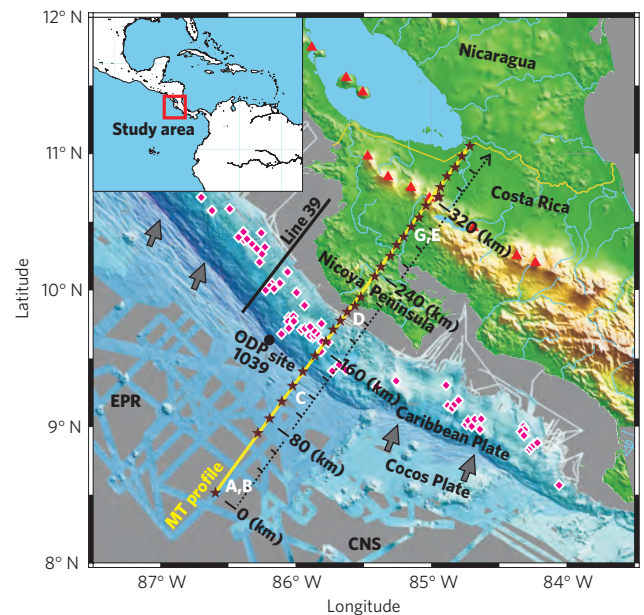 12° N
11° N
10° N
9° N
8° N
Latitude
Study area
Nicaragua
Costa Rica
Line 39
G,E
320 (km)
Nicoya Peninsula
240 (km)
D
ODP site
1039
160 (km)
EPR
C
Caribbean Plate
80 (km)
Cocos Plate
MT profile
A,B
0 (km)
CNS
87° W
86° W
85° W
84° W
Longitude